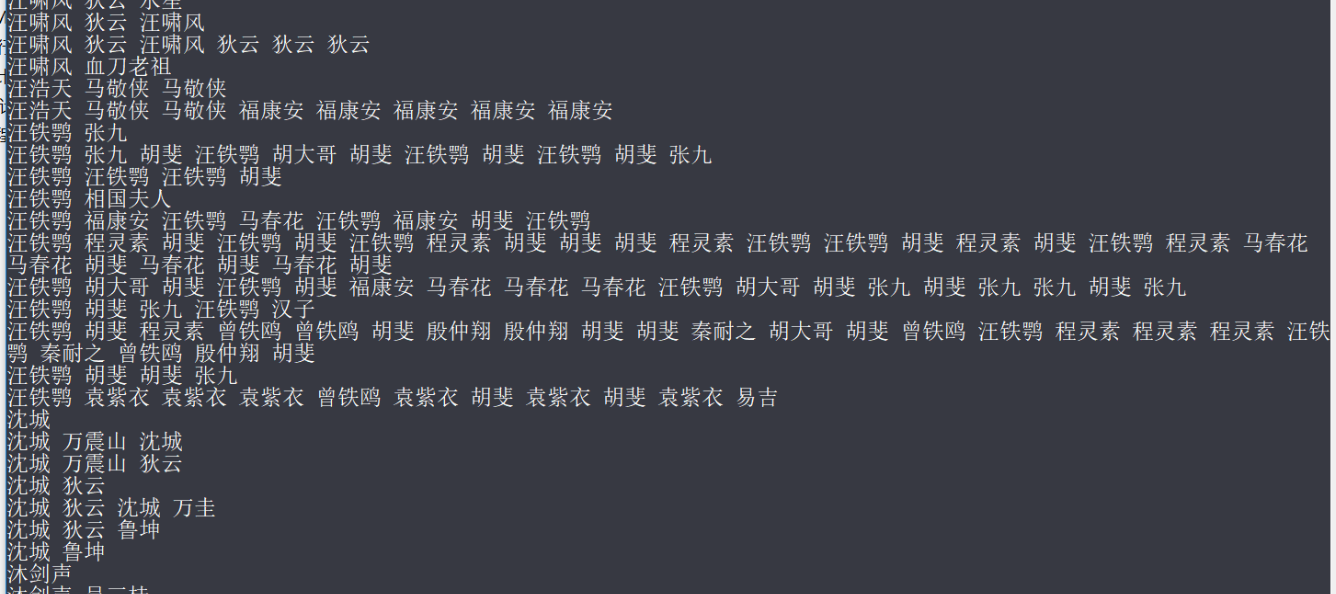 汪啸风 狄云 水笙
汪啸风 狄云 汪啸风
汪啸风 狄云 汪啸风 狄云 狄云 狄云
汪啸风 血刀老祖
汪浩天 马敬侠 马敬侠
汪浩天 马敬侠 马敬侠 福康安 福康安 福康安 福康安 福康安
汪铁鹗 张九
汪铁鹗 张九 胡斐 汪铁鹗 胡大哥 胡斐 汪铁鹗 胡斐 汪铁鹗 胡斐 张九
汪铁鹗 汪铁鹗 汪铁鹗 胡斐
汪铁鹗 相国夫人
汪铁鹗 福康安 汪铁鹗 马春花 汪铁鹗 福康安 胡斐 汪铁鹗
汪铁鹗 程灵素 胡斐 汪铁鹗 胡斐 汪铁鹗 程灵素 胡斐 胡斐 胡斐 程灵素 汪铁鹗 汪铁鹗 胡斐 程灵素 胡斐 汪铁鹗 程灵素 马春花
马春花 胡斐 马春花 胡斐 马春花 胡斐
汪铁鹗 胡大哥 胡斐 汪铁鹗 胡斐 福康安 马春花 马春花 马春花 汪铁鹗 胡大哥 胡斐 张九 胡斐 张九 张九 胡斐 张九
汪铁鹗 胡斐 张九 汪铁鹗 汉子
汪铁鹗 胡斐 程灵素 曾铁鸥 曾铁鸥 胡斐 殷仲翔 殷仲翔 胡斐 胡斐 秦耐之 胡大哥 胡斐 曾铁鸥 汪铁鹗 程灵素 程灵素 程灵素 汪铁
鹗 秦耐之 曾铁鸥 殷仲翔 胡斐
汪铁鹗 胡斐 胡斐 张九
汪铁鹗 袁紫衣 袁紫衣 袁紫衣 曾铁鸥 袁紫衣 胡斐 袁紫衣 胡斐 袁紫衣 易吉
沈城
沈城 万震山 沈城
沈城 万震山 狄云
沈城 狄云
沈城 狄云 沈城 万圭
沈城 狄云 鲁坤
沈城 鲁坤
沐剑声
沐剑声